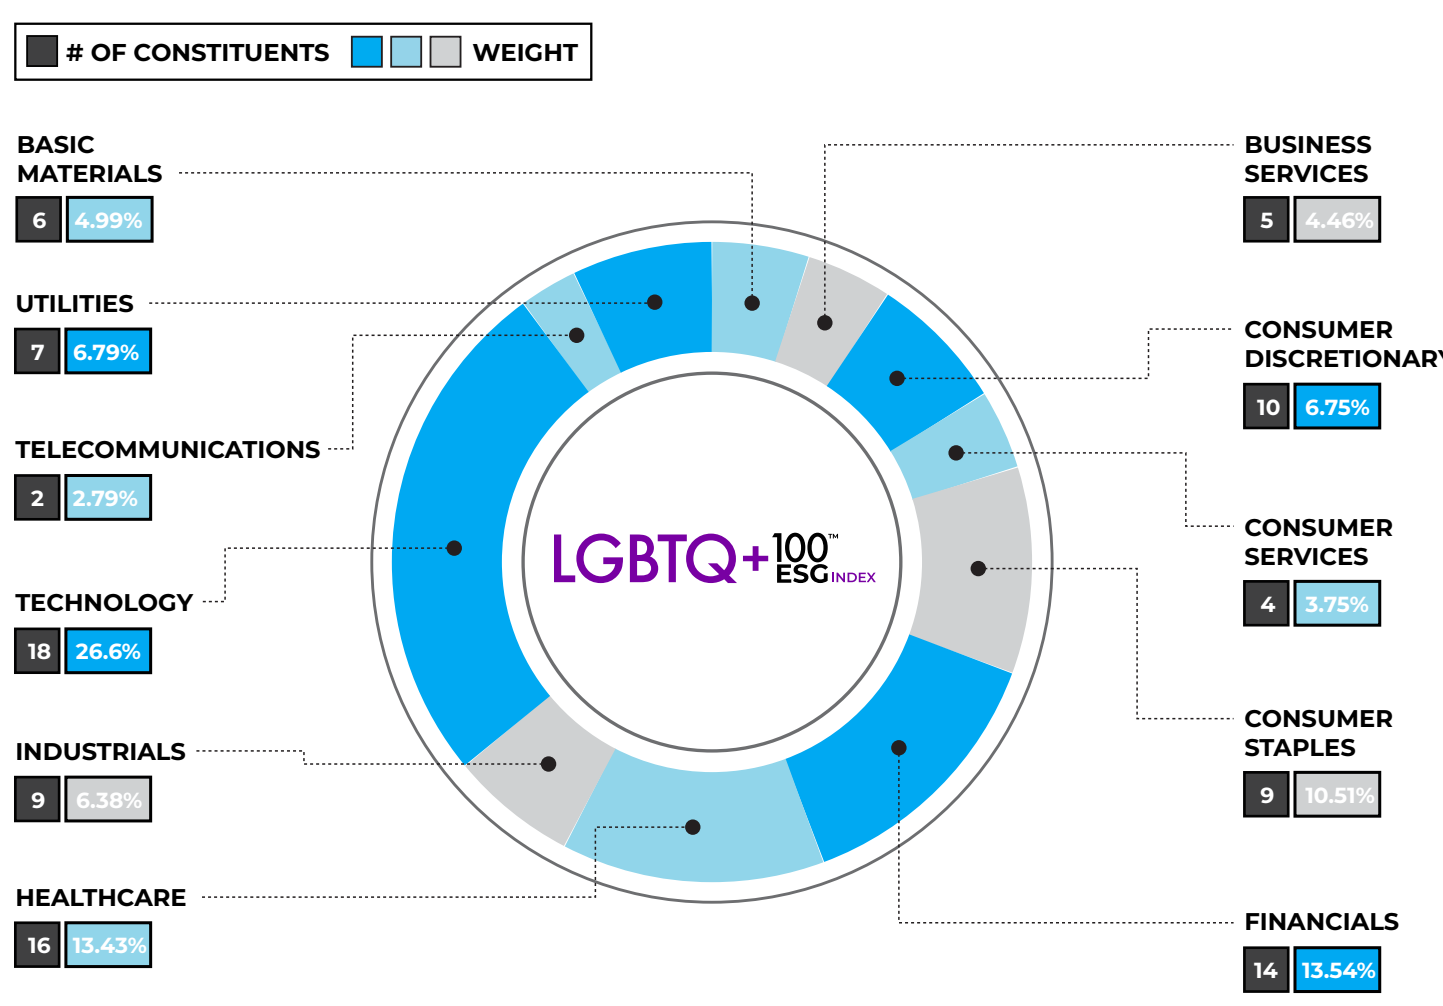 # OF CONSTITUENTS WEIGHT
BASIC
MATERIALS
6 4.99%
UTILITIES
7 6.79%
TELECOMMUNICATIONS
2 2.79%
TECHNOLOGY
18 26.6%
INDUSTRIALS
9 6.38%
HEALTHCARE
16 13.43%
LGBTQ+100™
ESG INDEX
BUSINESS
SERVICES
5 4.46%
CONSUMER
DISCRETIONARY
10 6.75%
CONSUMER
SERVICES
4 3.75%
CONSUMER
STAPLES
9 10.51%
FINANCIALS
14 13.54%